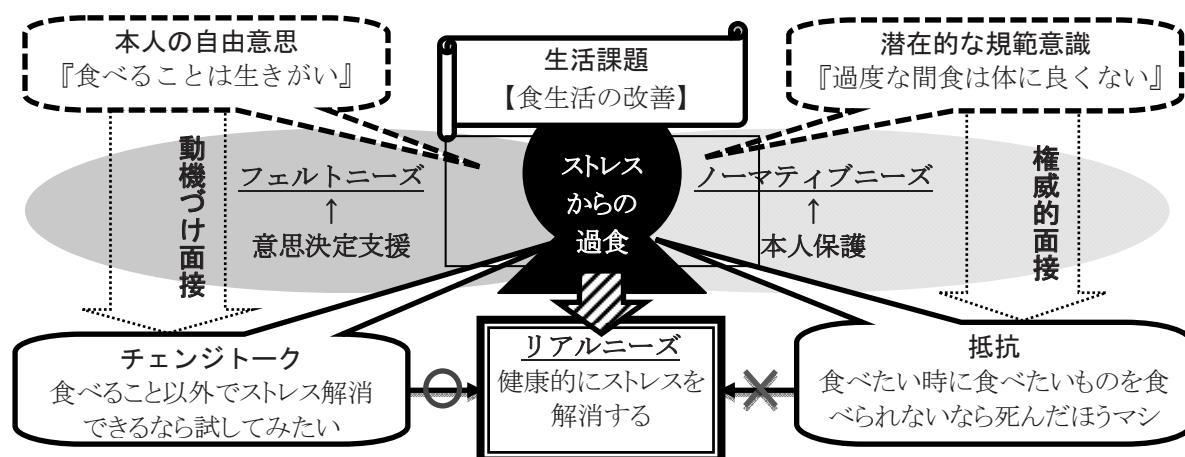 本人の自由意思
『食べることは生きがい』
生活課題
【食生活の改善】
潜在的な規範意識
『過度な間食は体に良くない』
動機づけ面接
フェルトニーズ
↑
意思決定支援
ストレス
からの
過食
ノーマティブニーズ
↑
本人保護
権威的面接
チェンジトーク
食べること以外でストレス解消
できるなら試してみたい
リアルニーズ
健康的にストレスを
解消する
抵抗
食べたい時に食べたいものを食
べられないなら死んだほうマシ